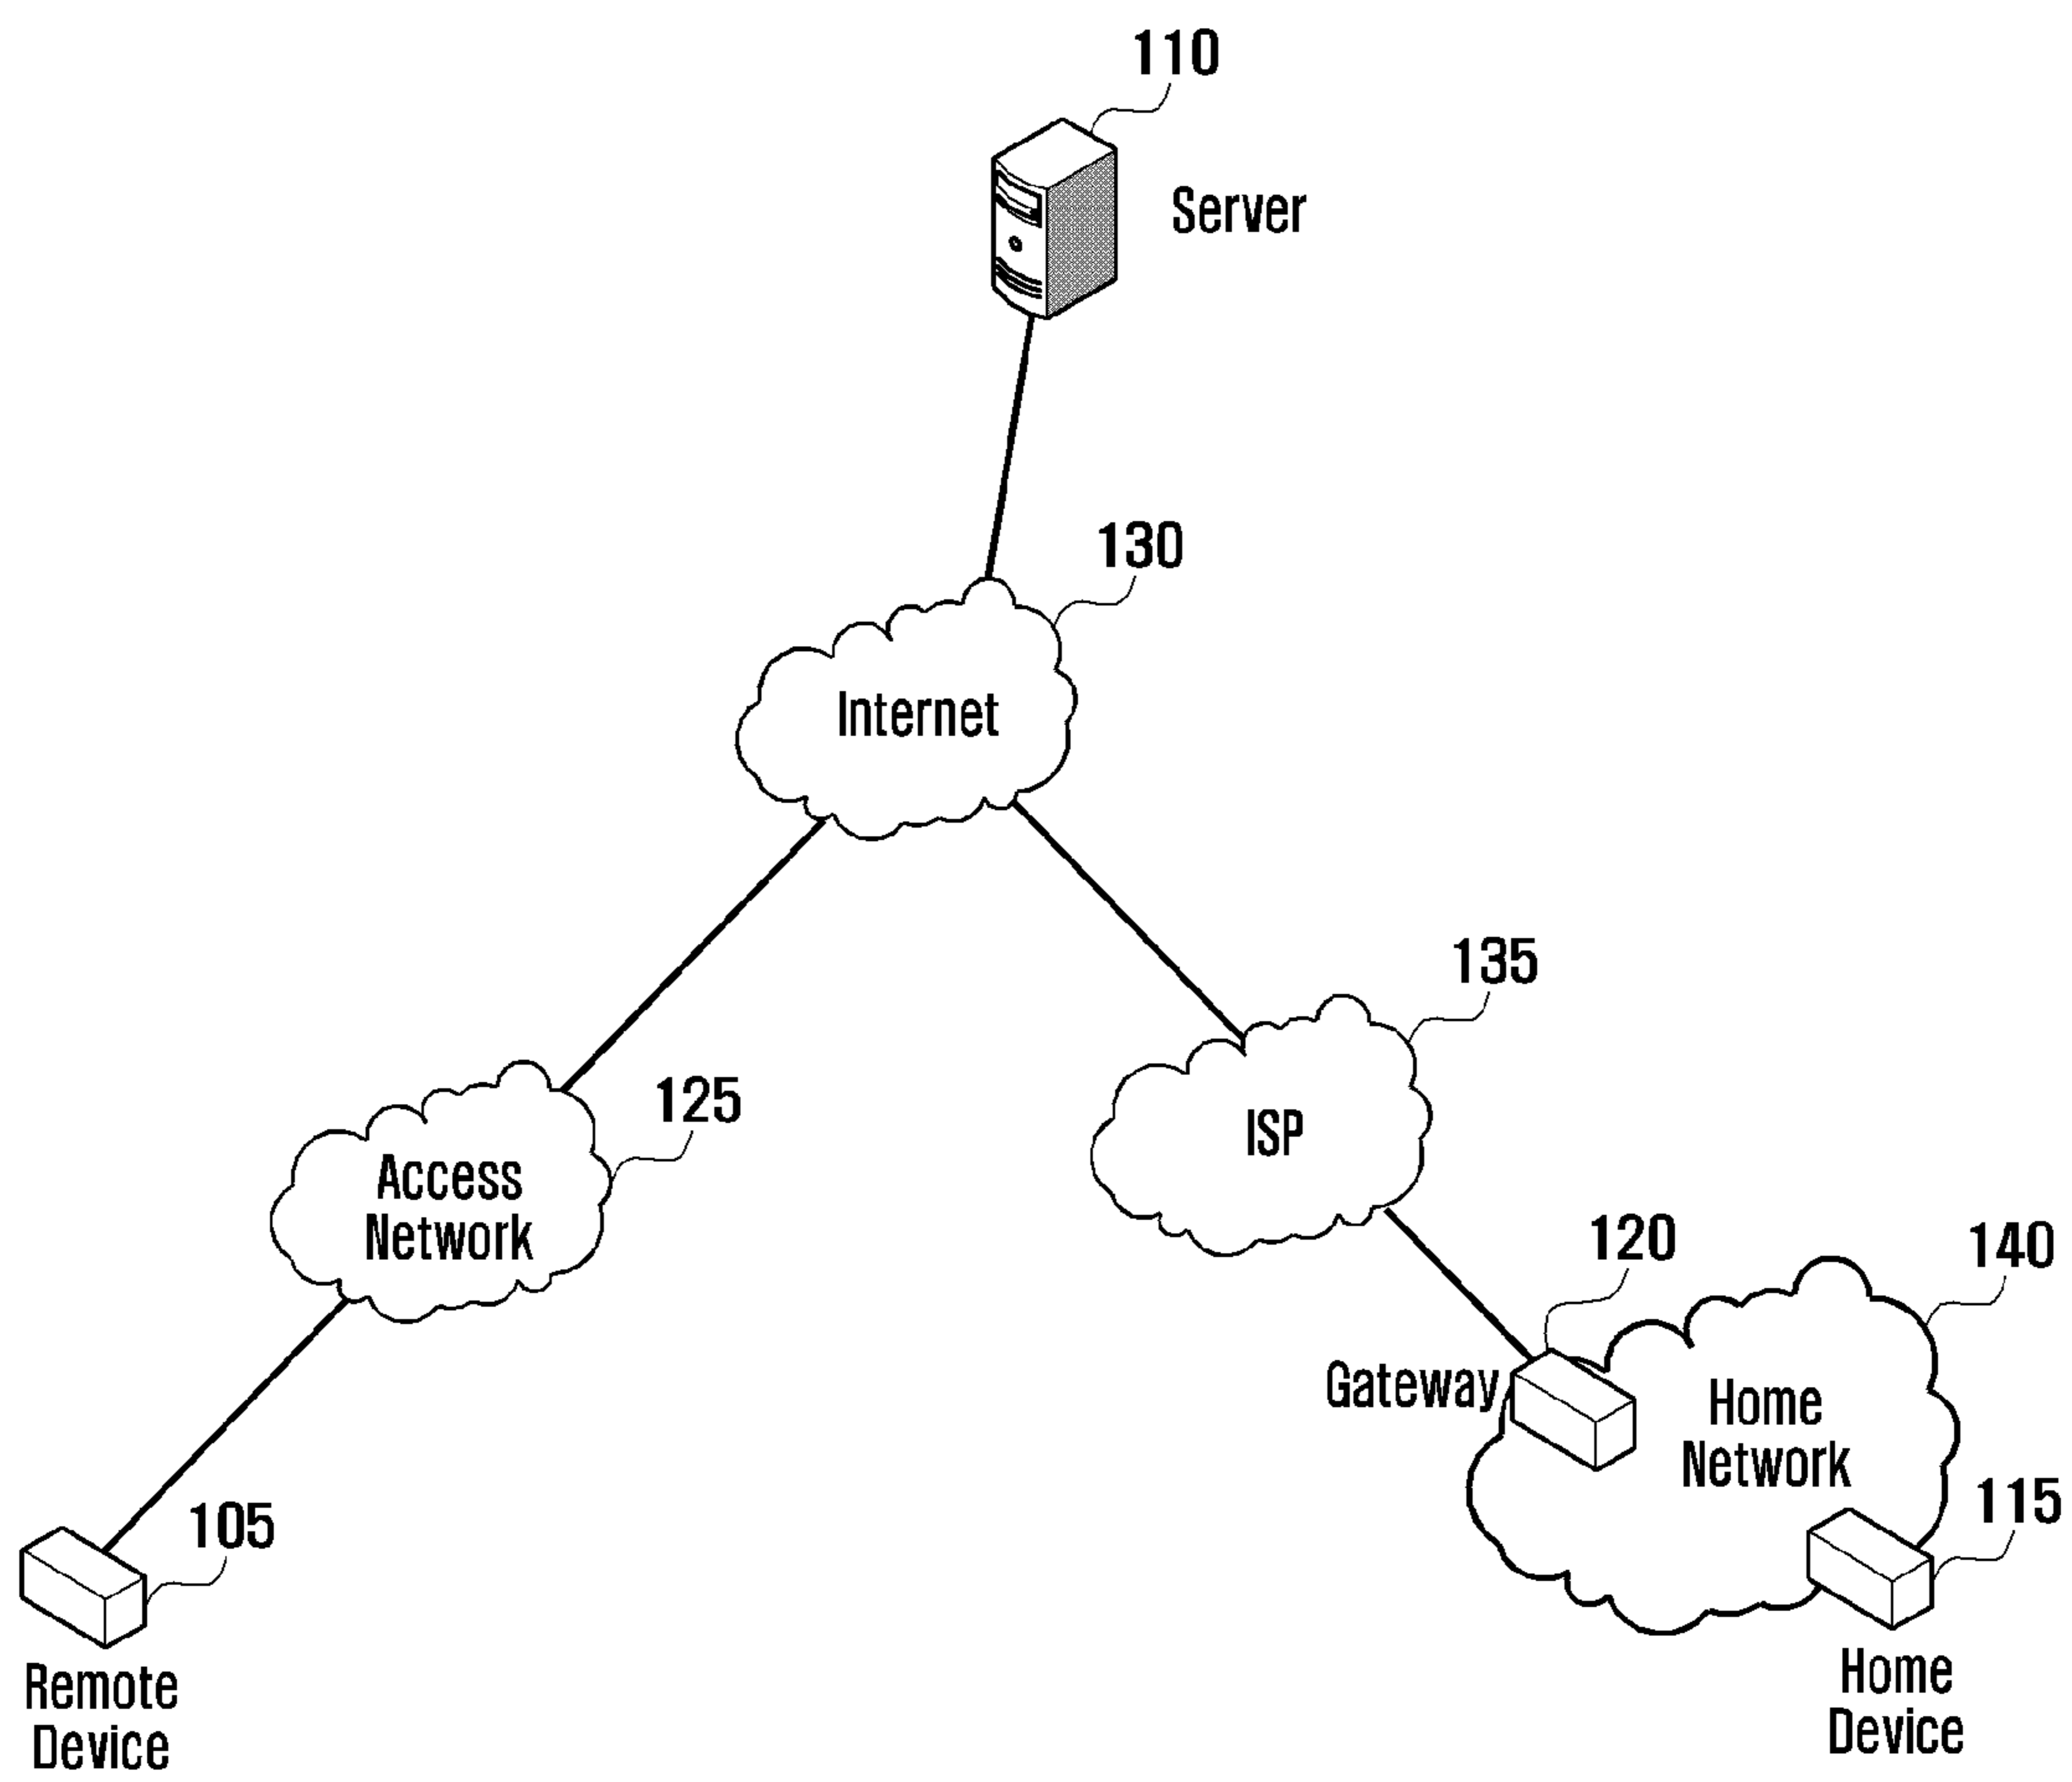 110
Server
130
Internet
135
125
ISP
Access
Network
120
140
Gateway
Home
Network
105
115
Remote
Device
Home
Device